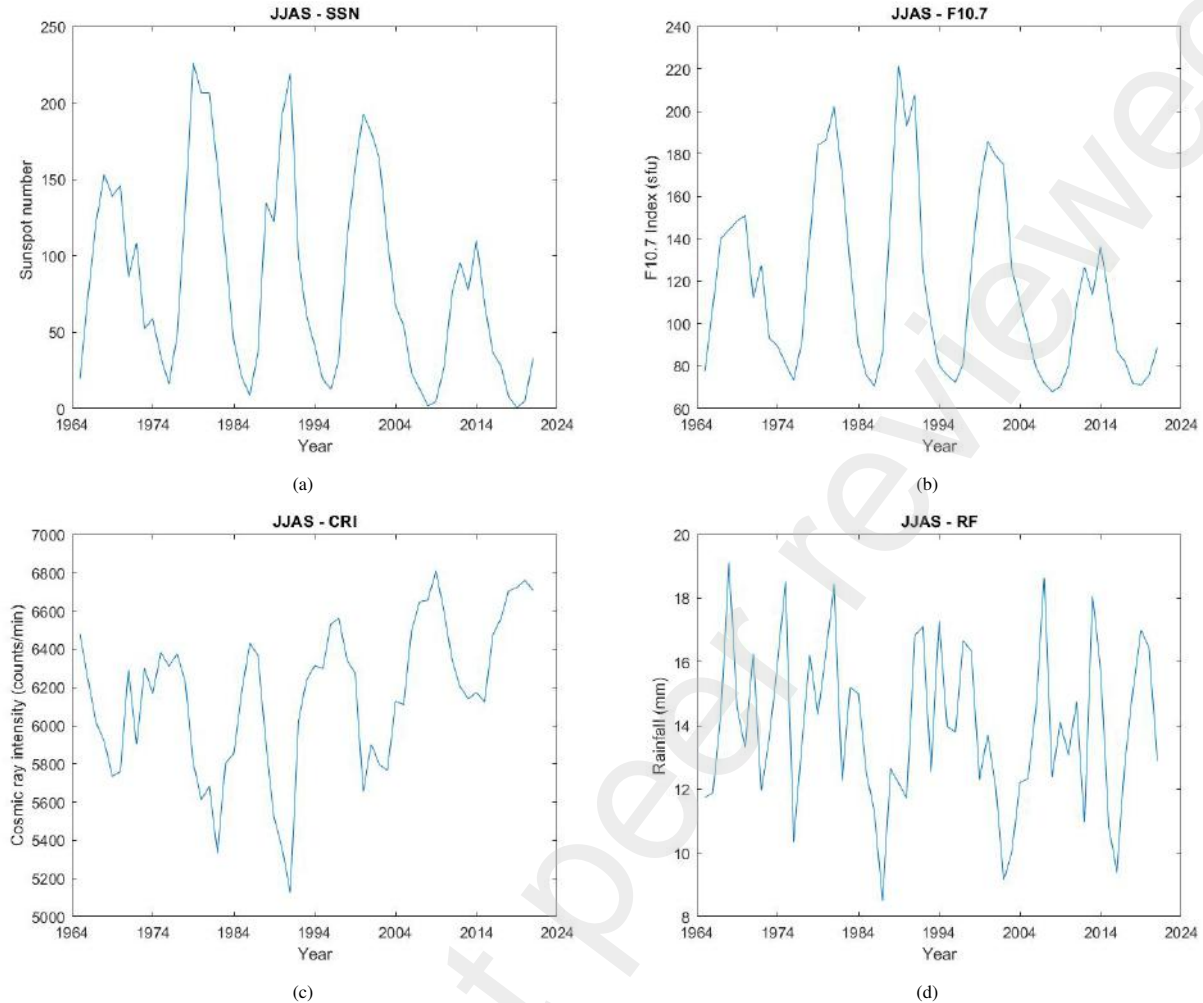 JJAS - SSN
250
200
150
100
50
0
Sunspot number
1964 1974 1984 1994 2004 2014 2024
Year
(a)
JJAS - F10.7
240
220
200
180
160
140
120
100
80
60
F10.7 Index (sfu)
1964 1974 1984 1994 2004 2014 2024
Year
(b)
JJAS - CRI
7000
6800
6600
6400
6200
6000
5800
5600
5400
5200
5000
Cosmic ray intensity (counts/min)
1964 1974 1984 1994 2004 2014 2024
Year
(c)
JJAS - RF
20
18
16
14
12
10
8
Rainfall (mm)
1964 1974 1984 1994 2004 2014 2024
Year
(d)
t peer reviewed